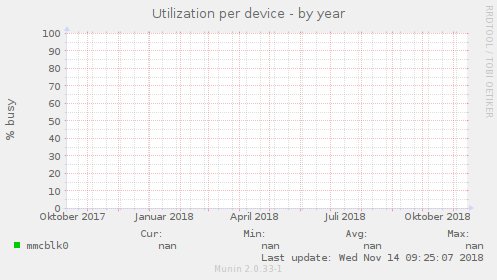 Utilization per device - by year
RRDTOOL / TOBI OETIKER
% busy
100
90
80
70
60
50
40
30
20
10
0
Oktober 2017 Januar 2018 April 2018 Juli 2018 Oktober 2018
Cur: Min: Avg: Max:
mmcblk0 nan nan nan nan
Last update: Wed Nov 14 09:25:07 2018
Munin 2.0.33-1